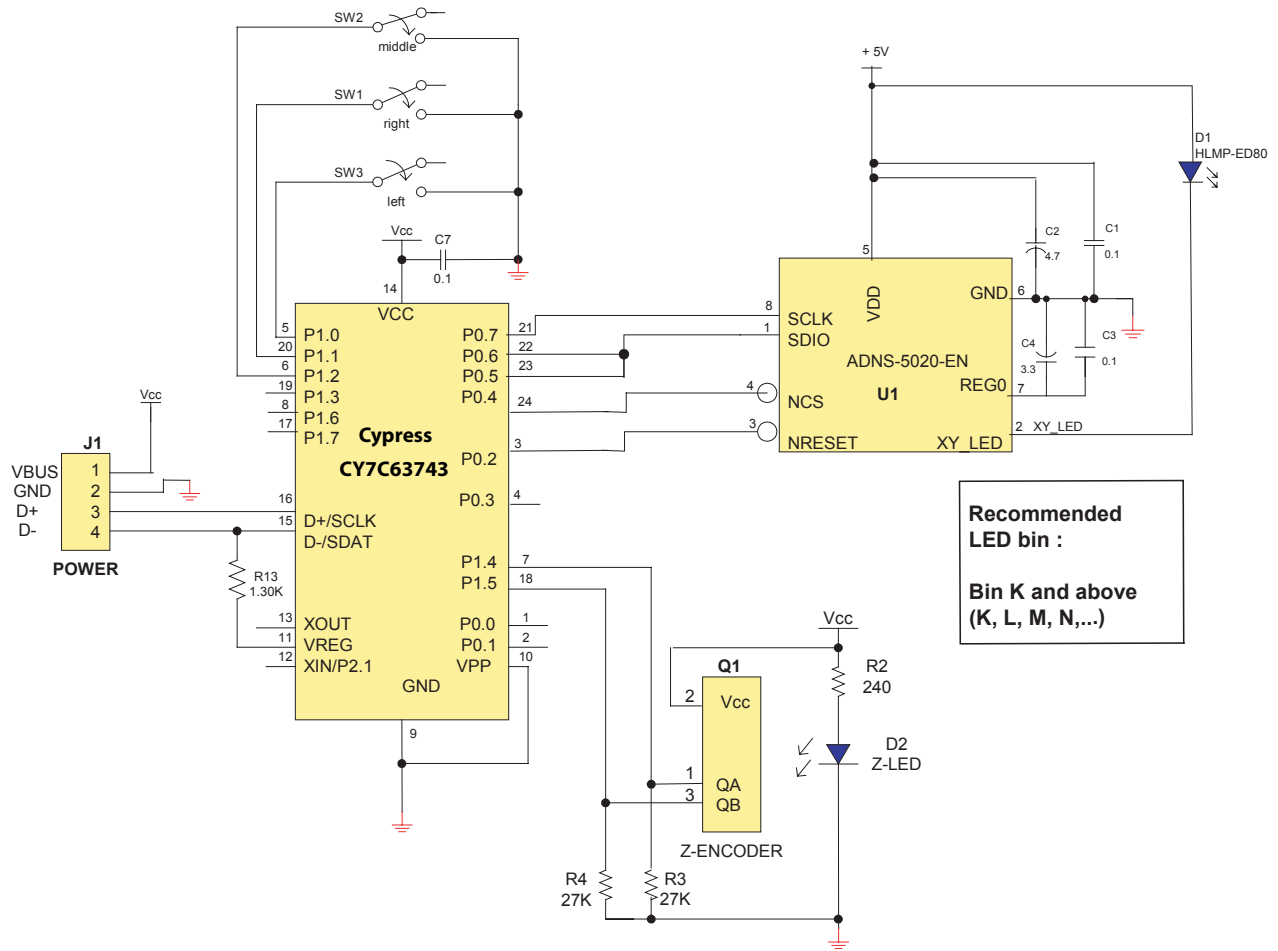 SW2
middle
SW1
right
SW3
left
Vcc
C7
0.1
14
VCC
5 P1.0
20 P1.1
6 P1.2
19 P1.3
8 P1.6
17 P1.7
Cypress
CY7C63743
P0.7 21
P0.6 22
P0.5 23
P0.4 24
P0.2 3
P0.3 4
16 D+/SCLK
15 D-/SDAT
P1.4 7
P1.5 18
13 XOUT
11 VREG
12 XIN/P2.1
P0.0 1
P0.1 2
VPP 10
GND
9
Vcc
J1
VBUS 1
GND 2
D+ 3
D- 4
POWER
R13
1.30K
+ 5V
D1
HLMP-ED80
C2
4.7
C1
0.1
5
VDD
GND 6
8 SCLK
1 SDIO
ADNS-5020-EN
U1
C4
3.3
C3
0.1
REG0 7
4 NCS
3 NRESET
XY_LED 2 XY_LED
Recommended
LED bin :
Bin K and above
(K, L, M, N,...)
Vcc
R2
240
D2
Z-LED
Q1
2 Vcc
1 QA
3 QB
Z-ENCODER
R4
27K
R3
27K